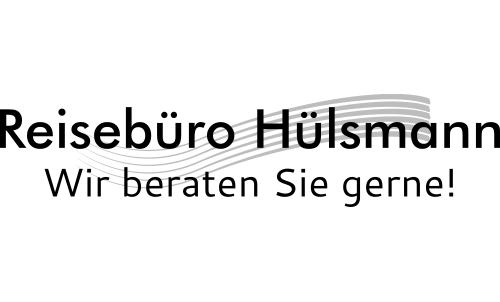 Reisebüro Hülsmann
Wir beraten Sie gerne!